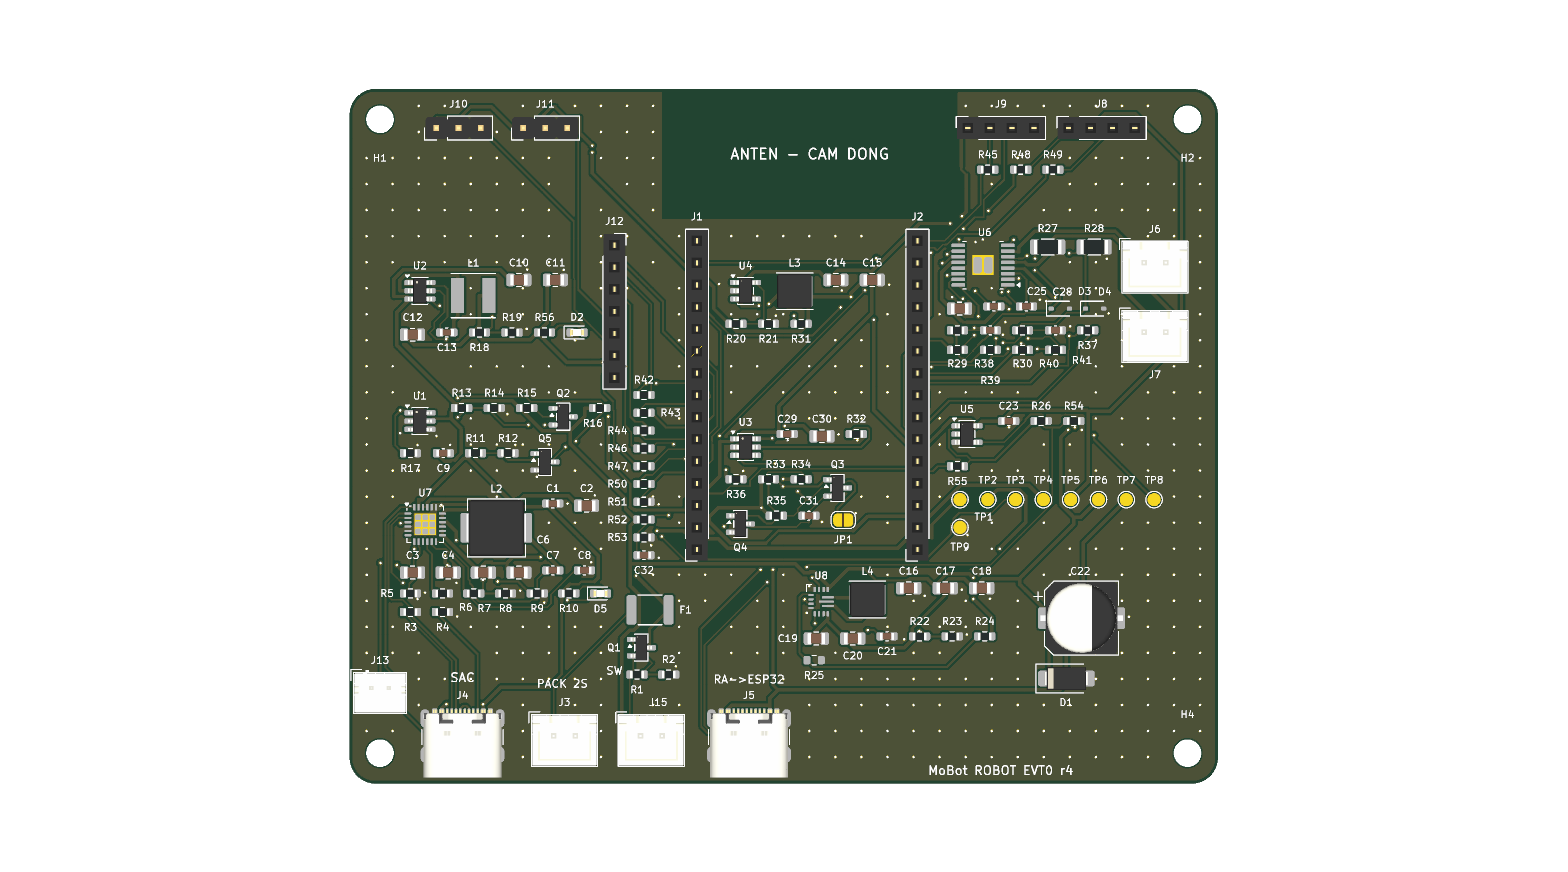 J10 J11 J9 J8
ANTEN - CAM DONG
H1 R45 R48 R49 H2
J12 J1 J2 U6 R27 R28 J6
U2 L1 C10 C11 U4 L3 C14 C15
C25 C28 D3 D4
C12 R19 R56 D2
C13 R18 R20 R21 R31 R37
R29 R38 R30 R40 R41
R42 R39 J7
U1 R13 R14 R15 Q2 R43 U5 C23 R26 R54
R16 U3 C29 C30 R32
R44
R11 R12 Q5 R46
R17 C9 R47 R33 R34 Q3
U7 L2 C1 C2 R50 R36 R55 TP2 TP3 TP4 TP5 TP6 TP7 TP8
R51 R35 C31 TP1
R52
C6 R53 Q4 JP1 TP9
C3 C4 C7 C8 C32 U8 L4 C16 C17 C18 C22
R5 R6 R7 R8 R9 R10 D5 F1 +
R3 R4 R22 R23 R24
Q1 C19 C20 C21
J13 SW R2 R25
SAC PACK 2S R1 RA->ESP32
J4 J3 J15 J5 D1
H4
MoBot ROBOT EVT0 r4